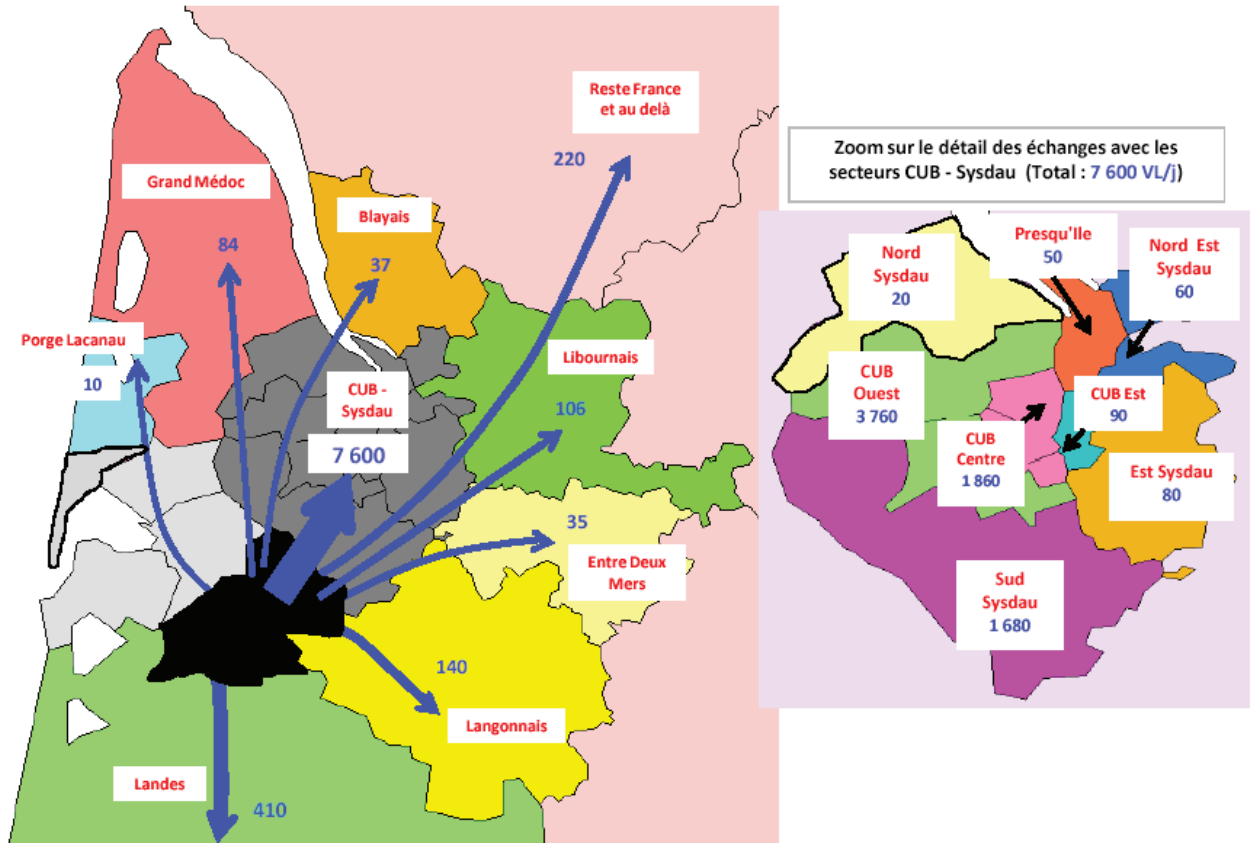 Reste France
et au delà
220
Grand Médoc
84
Blayais
37
Porge Lacanau
10
CUB -
Sysdau
7 600
Libournais
106
35
Entre Deux
Mers
140
Langonnais
Landes
410
Zoom sur le détail des échanges avec les
secteurs CUB - Sysdau (Total : 7 600 VL/j)
Nord
Sysdau
20
Presqu'Ile
50
Nord Est
Sysdau
60
CUB
Ouest
3 760
CUB Est
90
CUB
Centre
1 860
Est Sysdau
80
Sud
Sysdau
1 680